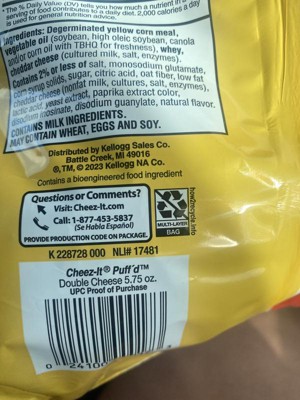 * The % Daily Value (DV) tells you how much a nutrient in a
serving of food contributes to a daily diet. 2,000 calories a day
is used for general nutrition advice.
Ingredients: Degerminated yellow corn meal,
vegetable oil (soybean, high oleic soybean, canola
and/or corn oil with TBHQ for freshness), whey,
cheddar cheese (cultured milk, salt, enzymes).
Contains 2% or less of salt, monosodium glutamate,
corn syrup solids, sugar, citric acid, oat fiber, low fat
cheddar cheese (nonfat milk, cultures, salt, enzymes),
lactic acid, yeast extract, paprika extract color,
disodium inosinate, disodium guanylate, natural flavor.
CONTAINS MILK INGREDIENTS.
MAY CONTAIN WHEAT, EGGS AND SOY.
Distributed by Kellogg Sales Co.
Battle Creek, MI 49016
®,TM, © 2023 Kellogg NA Co.
Contains a bioengineered food ingredient
Questions or Comments?
Visit: Cheez-It.com
Call: 1-877-453-5837
(Se Habla Español)
PROVIDE PRODUCTION CODE ON PACKAGE.
MULTI-LAYER
BAG
how2recycle.info
K 228728 000 NLI# 17481
Cheez-It® Puff'd™
Double Cheese 5.75 oz.
UPC Proof of Purchase
0 24100